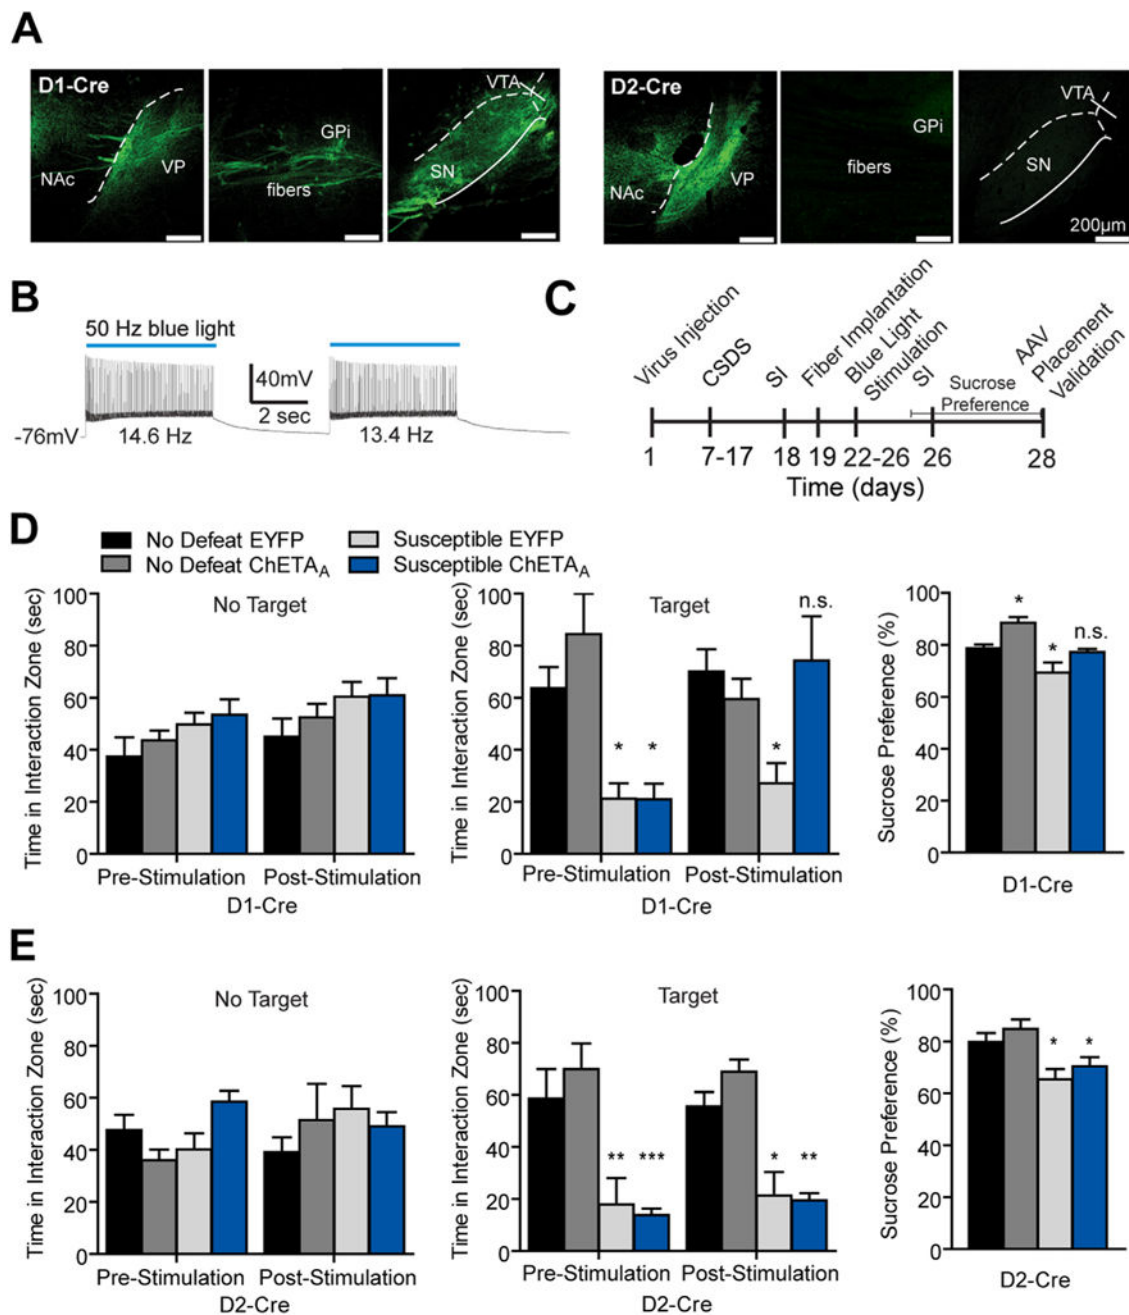 A
D1-Cre
NAc
VP
GPi
fibers
VTA
SN
D2-Cre
NAc
VP
GPi
fibers
VTA
SN
200µm
B
50 Hz blue light
40mV
2 sec
-76mV
14.6 Hz
13.4 Hz
C
Virus Injection
CSDS
SI
Fiber Implantation
Blue Light
Stimulation
SI
Sucrose
Preference
AAV
Placement
Validation
1
7-17
18
19
22-26
26
28
Time (days)
D
No Defeat EYFP
Susceptible EYFP
No Defeat ChETAA
Susceptible ChETAA
Time in Interaction Zone (sec)
100
80
60
40
20
0
No Target
Pre-Stimulation
Post-Stimulation
D1-Cre
Time in Interaction Zone (sec)
100
80
60
40
20
0
Target
*
*
*
n.s.
Pre-Stimulation
Post-Stimulation
D1-Cre
Sucrose Preference (%)
100
80
60
40
20
0
*
*
n.s.
D1-Cre
E
Time in Interaction Zone (sec)
100
80
60
40
20
0
No Target
Pre-Stimulation
Post-Stimulation
D2-Cre
Time in Interaction Zone (sec)
100
80
60
40
20
0
Target
**
***
*
**
Pre-Stimulation
Post-Stimulation
D2-Cre
Sucrose Preference (%)
100
80
60
40
20
0
*
*
D2-Cre